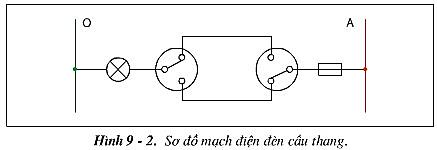 O A
Hình 9 - 2. Sơ đồ mạch điện đèn cầu thang.